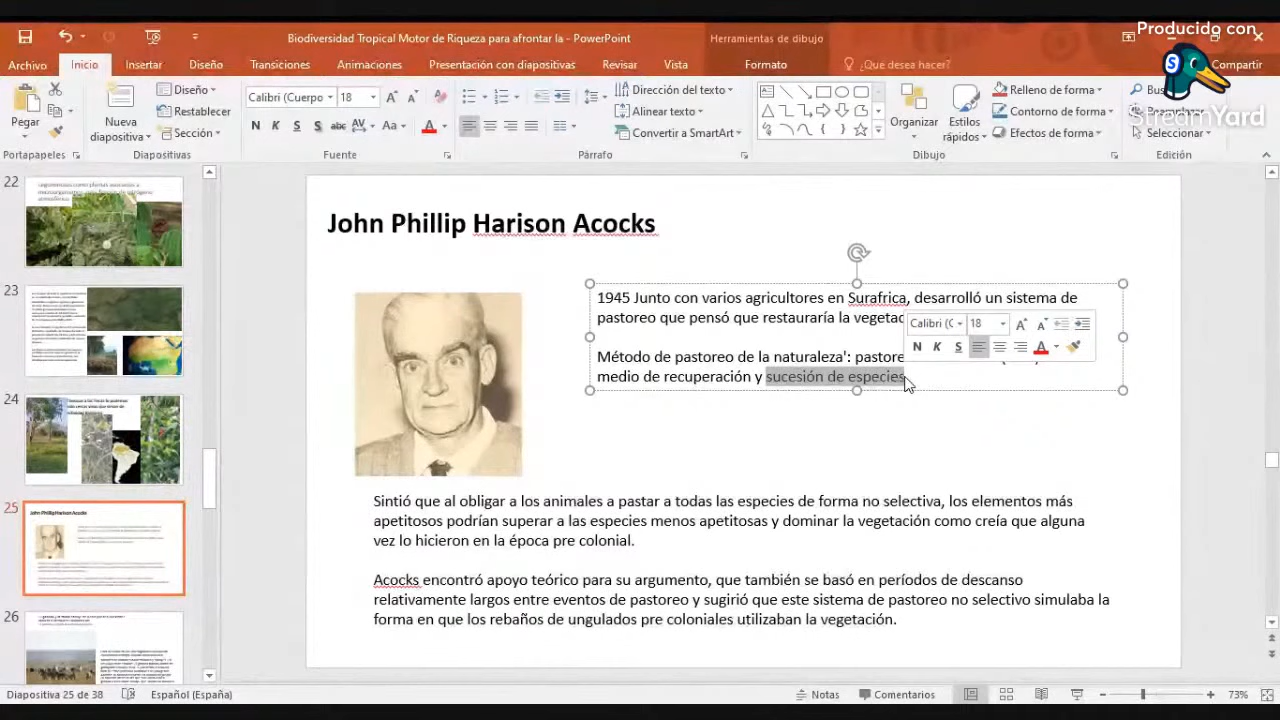 Producido con
StreamYard
Biodiversidad Tropical Motor de Riqueza para afrontar la - PowerPoint
Herramientas de dibujo
Archivo
Inicio
Insertar
Diseño
Transiciones
Animaciones
Presentación con diapositivas
Revisar
Vista
Formato
¿Qué desea hacer?
Compartir
Pegar
Nueva
diapositiva
Diseño
Restablecer
Sección
Calibri (Cuerpo
18
N K S S abc AV Aa A
Dirección del texto
Alinear texto
Convertir a SmartArt
Organizar
Estilos
rápidos
Relleno de forma
Contorno de forma
Efectos de forma
Seleccionar
Portapapeles
Diapositivas
Fuente
Párrafo
Dibujo
Edición
22
23
24
25
26
John Phillip Harison Acocks
1945 Junto con varios agricultores en Surafrica, desarrolló un sistema de
pastoreo que pensó que restauraría la
Método de pastoreo de la naturaleza':
medio de recuperación y sucesión de especies
Calibri (C
18
N K S A
Sintió que al obligar a los animales a pastar a todas las especies de forma no selectiva, los elementos más
apetitosos podrían superar a las especies menos apetitosas y dominar la vegetación como creía que alguna
vez lo hicieron en la época pre colonial.
Acocks encontró apoyo teórico para su argumento, que también se basó en períodos de descanso
relativamente largos entre eventos de pastoreo y sugirió que este sistema de pastoreo no selectivo simulaba la
forma en que los rebaños de ungulados pre coloniales utilizaban la vegetación.
Diapositiva 25 de 30
Español (España)
Notas
Comentarios
73%